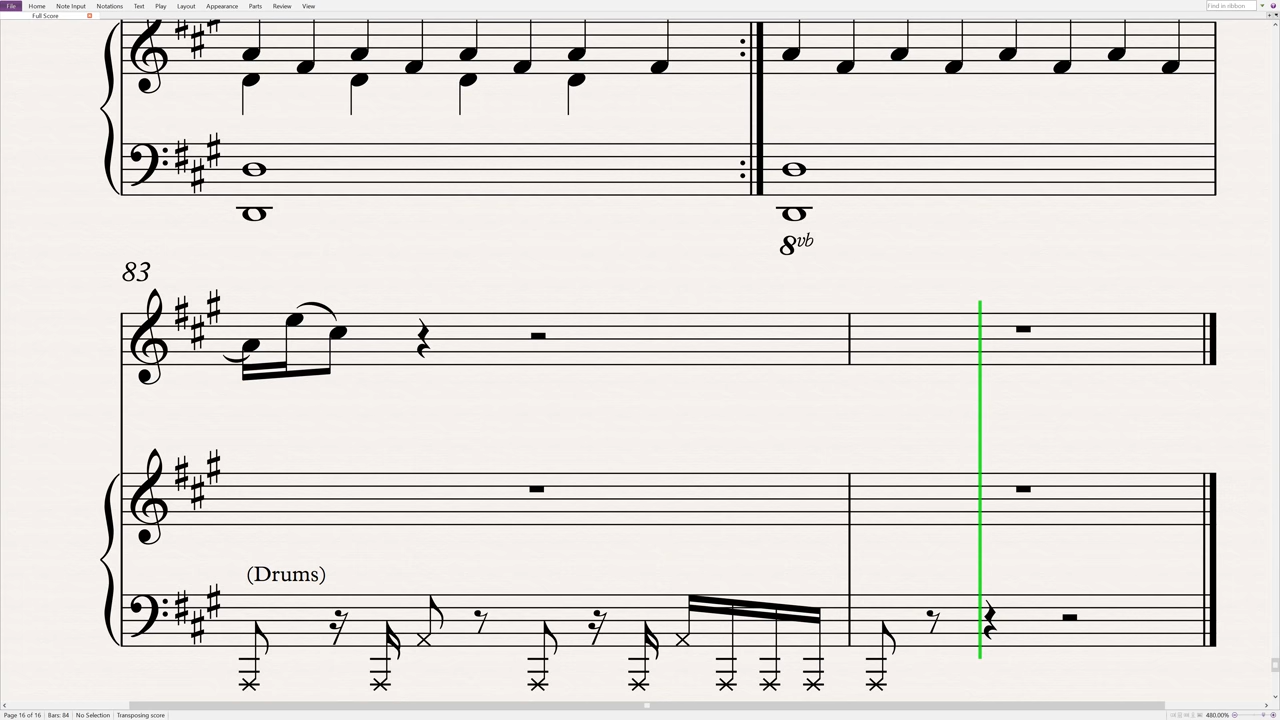 File Home Note Input Notations Text Play Layout Appearance Parts Review View Find in ribbon
Full Score
8vb
83
(Drums)
Page 16 of 16 Bars: 84 No Selection Transposing score 480.00%